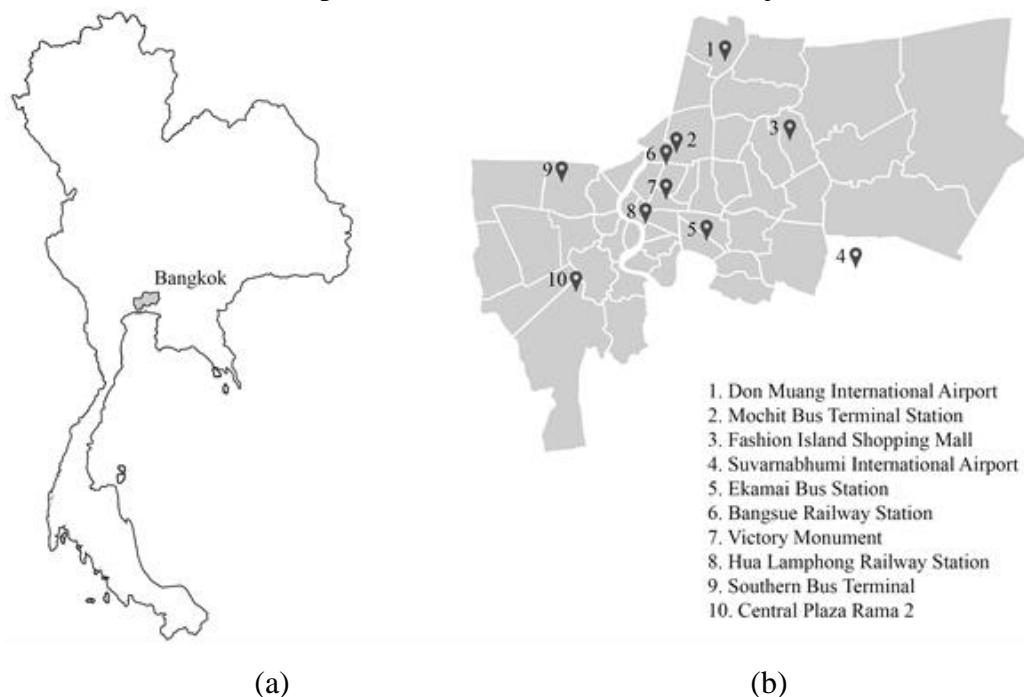 Bangkok
1
2
3
6
9
7
8
5
4
10
1. Don Muang International Airport
2. Mochit Bus Terminal Station
3. Fashion Island Shopping Mall
4. Suvarnabhumi International Airport
5. Ekamai Bus Station
6. Bangsue Railway Station
7. Victory Monument
8. Hua Lamphong Railway Station
9. Southern Bus Terminal
10. Central Plaza Rama 2
(a) (b)